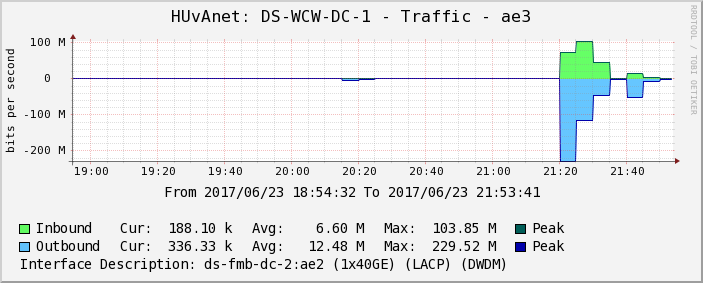 HUvAnet: DS-WCW-DC-1 - Traffic - ae3
RRDTOOL / TOBI OETIKER
bits per second
100 M
0
-100 M
-200 M
19:00 19:20 19:40 20:00 20:20 20:40 21:00 21:20 21:40
From 2017/06/23 18:54:32 To 2017/06/23 21:53:41
Inbound Cur: 188.10 k Avg: 6.60 M Max: 103.85 M Peak
Outbound Cur: 336.33 k Avg: 12.48 M Max: 229.52 M Peak
Interface Description: ds-fmb-dc-2:ae2 (1x40GE) (LACP) (DWDM)